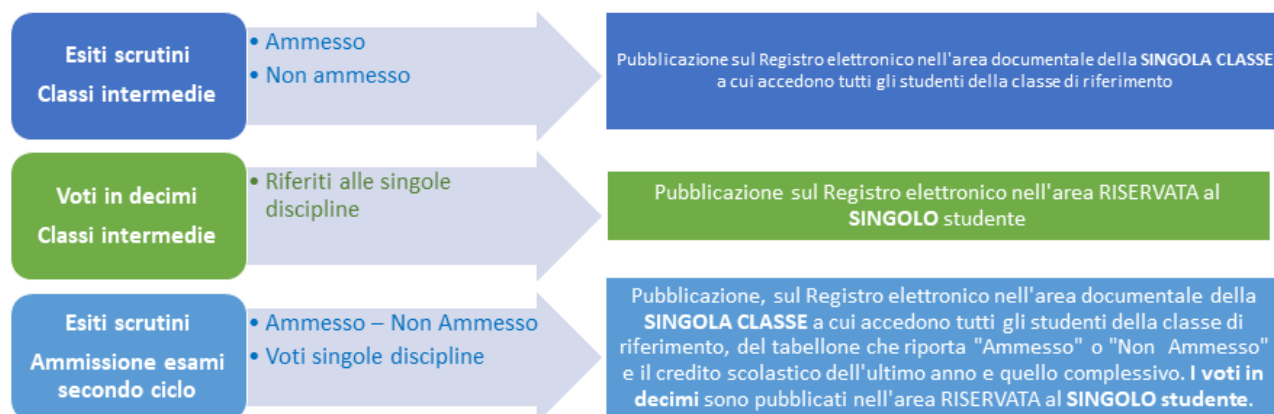 Esiti scrutini
Classi intermedie
• Ammesso
• Non ammesso
Pubblicazione sul Registro elettronico nell'area documentale della SINGOLA CLASSE
a cui accedono tutti gli studenti della classe di riferimento
Voti in decimi
Classi intermedie
• Riferiti alle singole
discipline
Pubblicazione sul Registro elettronico nell'area RISERVATA al
SINGOLO studente
Esiti scrutini
Ammissione esami
secondo ciclo
• Ammesso – Non Ammesso
• Voti singole discipline
Pubblicazione, sul Registro elettronico nell'area documentale della
SINGOLA CLASSE a cui accedono tutti gli studenti della classe di
riferimento, del tabellone che riporta "Ammesso" o "Non Ammesso"
e il credito scolastico dell'ultimo anno e quello complessivo. I voti in
decimi sono pubblicati nell'area RISERVATA al SINGOLO studente.